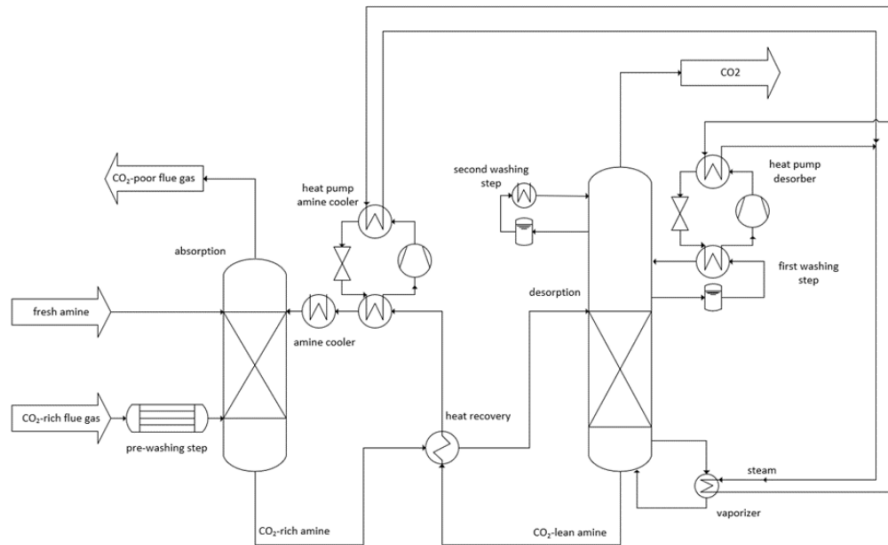 CO2
CO₂-poor flue gas
second washing
step
heat pump
desorber
heat pump
amine cooler
absorption
first washing
step
desorption
fresh amine
amine cooler
CO₂-rich flue gas
heat recovery
pre-washing step
steam
vaporizer
CO₂-rich amine
CO₂-lean amine